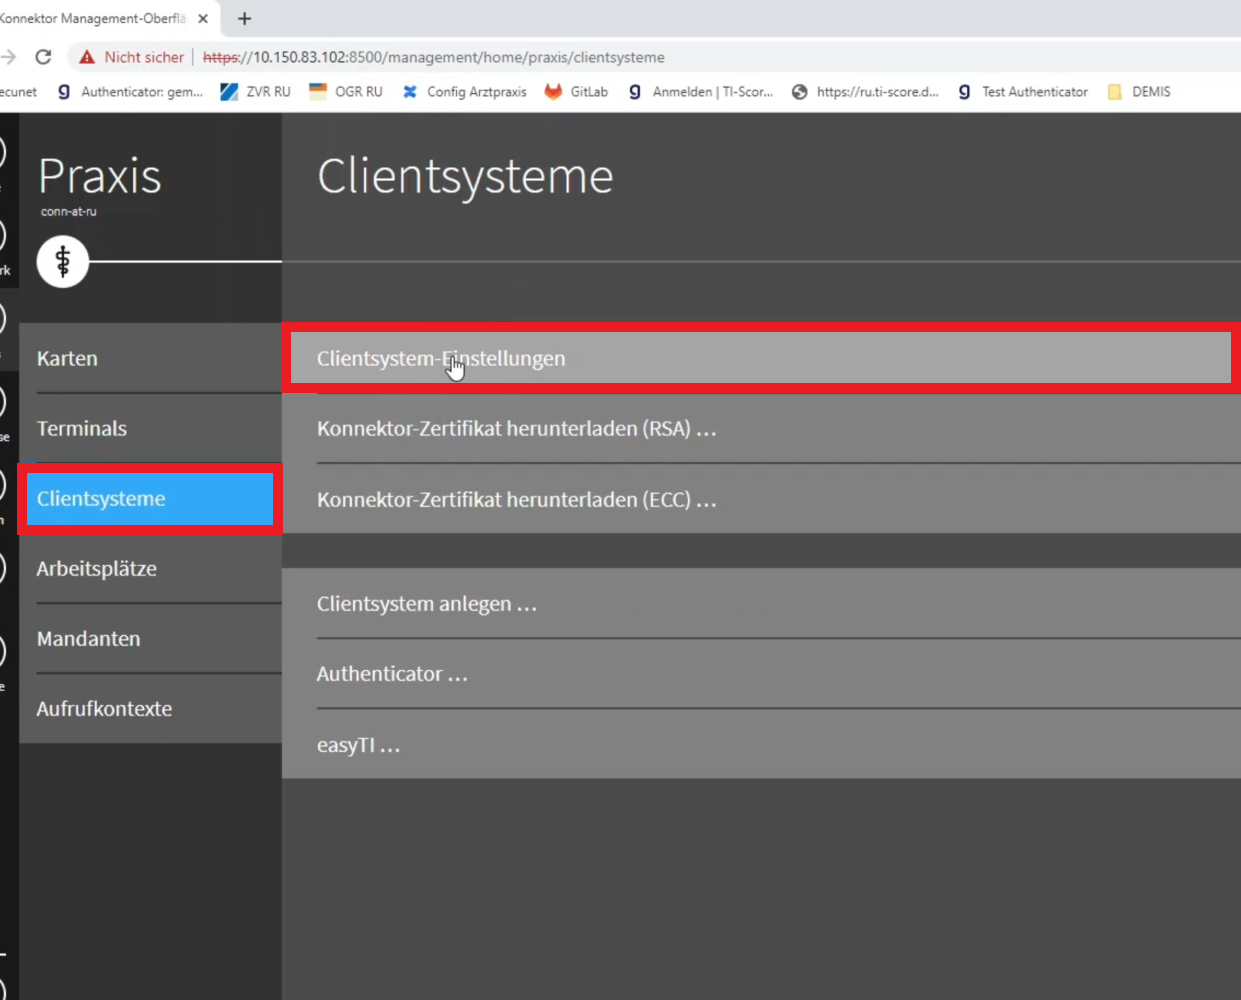 Konnektor Management-Oberflä
Nicht sicher https://10.150.83.102:8500/management/home/praxis/clientsysteme
ecunet Authenticator: gem... ZVR RU OGR RU Config Arztpraxis GitLab Anmelden | TI-Scor... https://ru.ti-score.d... Test Authenticator DEMIS
Praxis
conn-at-ru
Clientsysteme
rk
Karten
Terminals
se
Clientsysteme
n
Arbeitsplätze
Mandanten
e
Aufrufkontexte
Clientsystem-Einstellungen
Konnektor-Zertifikat herunterladen (RSA) ...
Konnektor-Zertifikat herunterladen (ECC) ...
Clientsystem anlegen ...
Authenticator ...
easyTI ...